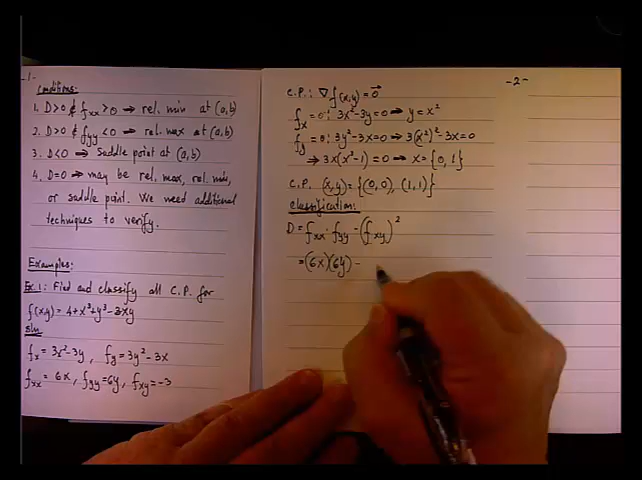 -1-
Conditions:
1. D>0 & fxx>0 → rel. min at (a,b)
2. D>0 & fyy<0 → rel. max at (a,b)
3. D<0 → Saddle point at (a,b)
4. D=0 → may be rel. max, rel. min,
or saddle point. We need additional
techniques to verify.
Examples:
Ex.1: Find and classify all C.P. for
f(x,y) = 4+x³+y³-3xy
sln
fx = 3x²-3y, fy = 3y²-3x
fxx = 6x, fyy = 6y, fxy = -3
-2-
C.P.: ∇f(x,y) = 0⃗
fx = 0: 3x²-3y=0 → y = x²
fy = 0: 3y²-3x=0 → 3(x²)²-3x=0
→ 3x(x³-1) = 0 → x = {0, 1}
C.P. (x,y) = {(0,0), (1,1)}
classification:
D = fxx · fyy - (fxy)²
= (6x)(6y) -